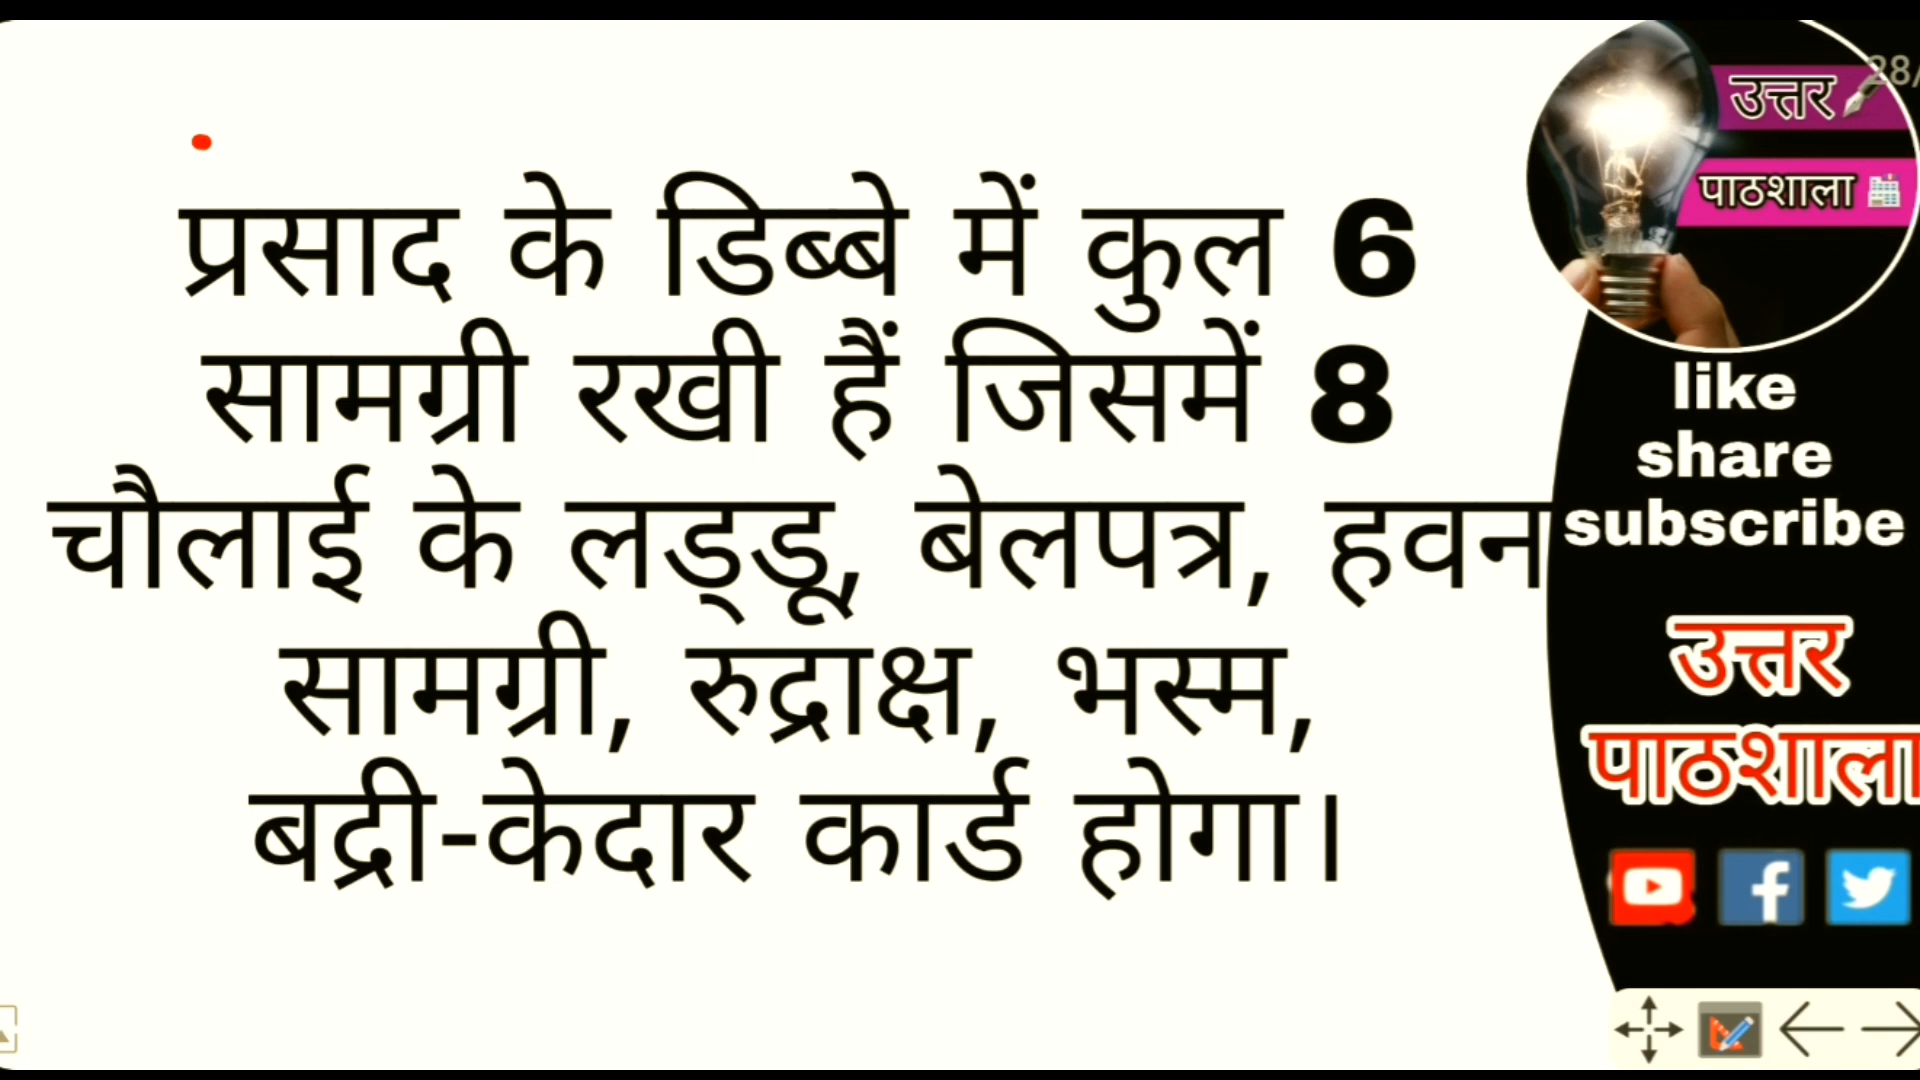 प्रसाद के डिब्बे में कुल 6
सामग्री रखी हैं जिसमें 8
चौलाई के लड्डू, बेलपत्र, हवन
सामग्री, रुद्राक्ष, भस्म,
बद्री-केदार कार्ड होगा।
उत्तर
28/
पाठशाला
like
share
subscribe
उत्तर
पाठशाला